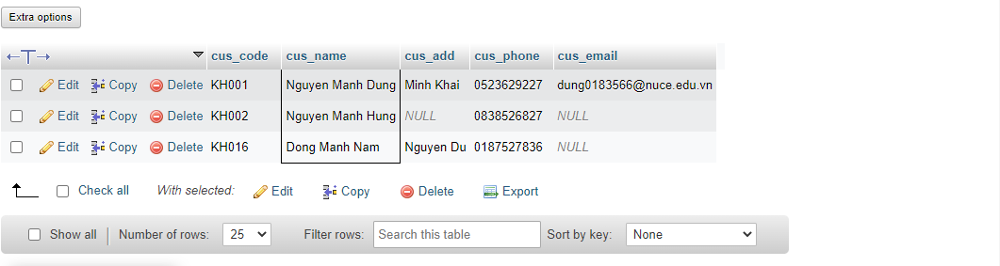 Extra options
cus_code cus_name cus_add cus_phone cus_email
Edit Copy Delete KH001 Nguyen Manh Dung Minh Khai 0523629227 dung0183566@nuce.edu.vn
Edit Copy Delete KH002 Nguyen Manh Hung NULL 0838526827 NULL
Edit Copy Delete KH016 Dong Manh Nam Nguyen Du 0187527836 NULL
Check all With selected: Edit Copy Delete Export
Show all Number of rows: 25 Filter rows: Search this table Sort by key: None